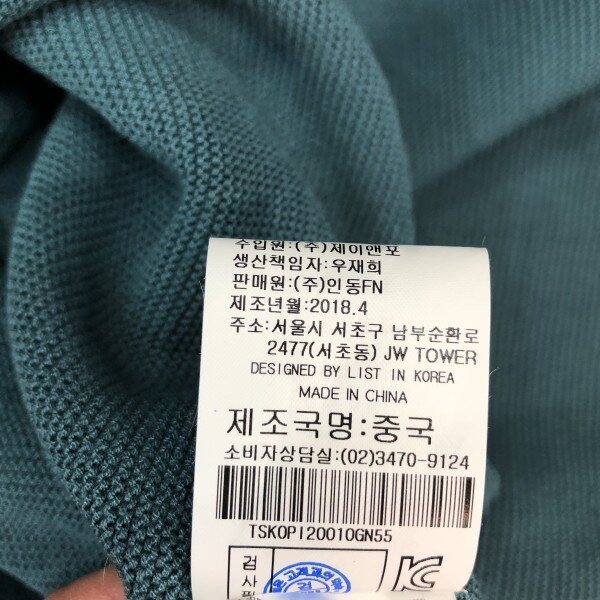 수입원:(주)제이앤포
생산책임자:우재희
판매원:(주)인동FN
제조년월:2018.4
주소:서울시 서초구 남부순환로
2477(서초동) JW TOWER
DESIGNED BY LIST IN KOREA
MADE IN CHINA
제조국명:중국
소비자상담실:(02)3470-9124
TSKOPI20010GN55
검
사
필